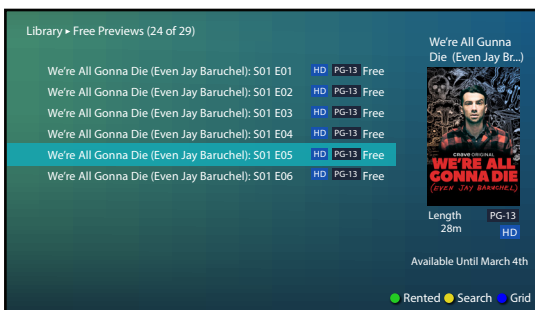 Library ▸ Free Previews (24 of 29)
We're All Gonna Die (Even Jay Baruchel): S01 E01 HD PG-13 Free
We're All Gonna Die (Even Jay Baruchel): S01 E02 HD PG-13 Free
We're All Gonna Die (Even Jay Baruchel): S01 E03 HD PG-13 Free
We're All Gonna Die (Even Jay Baruchel): S01 E04 HD PG-13 Free
We're All Gonna Die (Even Jay Baruchel): S01 E05 HD PG-13 Free
We're All Gonna Die (Even Jay Baruchel): S01 E06 HD PG-13 Free
We're All Gunna
Die (Even Jay Br...)
CRAVE ORIGINAL
WE'RE ALL
GONNA DIE
(EVEN JAY BARUCHEL)
Length PG-13
28m HD
Available Until March 4th
Rented Search Grid